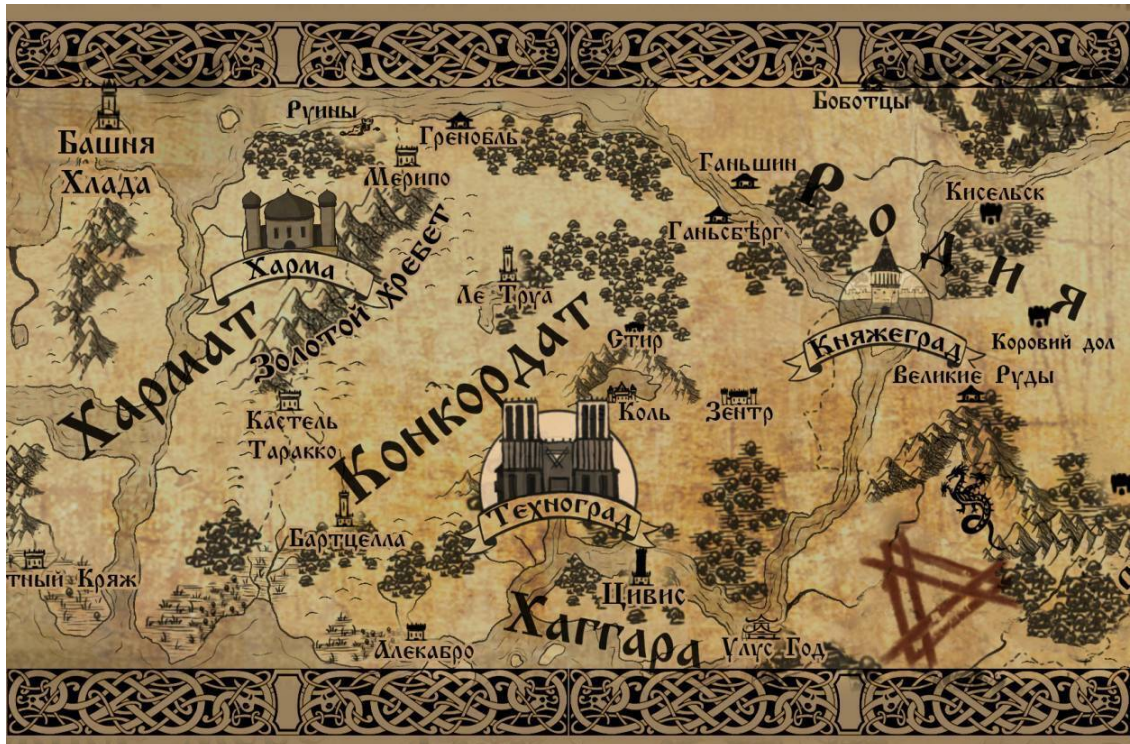 Боботцы
Руины
Гренобль
Башня
Хлада
Мерипо
Ганьшин
Родня
Кисельск
Ганьсбѣрг
Харма
Золотой хребет
Ле Труа
Стир
Княжеград
Коровий дол
Хармат
Конкордат
Великие Руды
Коль
Зентр
Кастель
Таракко
Техноград
Бартцелла
тный Кряж
Цивис
Хаггара
Алекабро
Улус Год